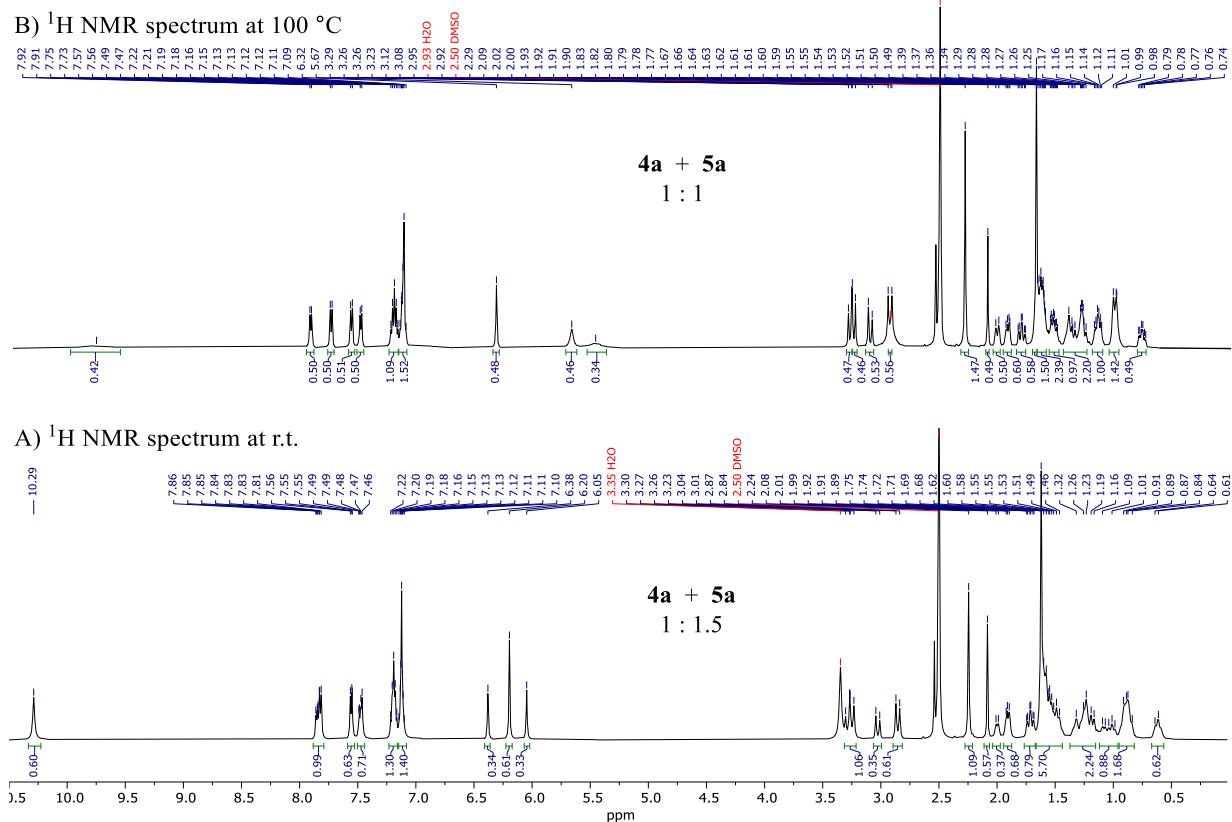 B) ¹H NMR spectrum at 100 °C
7.92 7.91 7.75 7.73 7.57 7.56 7.49 7.47 7.22 7.21 7.19 7.18 7.16 7.15 7.13 7.13 7.12 7.12 7.11 7.09 6.32 5.67 3.29 3.26 3.26 3.23 3.12 3.08 2.95 2.93 H2O 2.92 2.50 DMSO 2.29 2.09 2.02 2.00 1.93 1.92 1.91 1.90 1.83 1.82 1.80 1.79 1.78 1.77 1.67 1.66 1.64 1.63 1.62 1.61 1.61 1.60 1.59 1.55 1.55 1.54 1.53 1.52 1.51 1.50 1.49 1.39 1.37 1.36 1.34 1.29 1.28 1.28 1.27 1.26 1.25 1.17 1.16 1.15 1.14 1.12 1.11 1.01 0.99 0.98 0.79 0.78 0.77 0.76 0.74
4a + 5a
1 : 1
0.42 0.50 0.50 0.51 0.50 1.09 1.52 0.48 0.46 0.34 0.47 0.46 0.53 0.56 1.47 0.49 0.50 0.60 0.58 1.50 2.39 0.97 2.20 1.00 1.42 0.49
A) ¹H NMR spectrum at r.t.
10.29 7.86 7.85 7.85 7.84 7.83 7.83 7.81 7.56 7.55 7.55 7.49 7.49 7.48 7.47 7.46 7.22 7.20 7.19 7.18 7.16 7.15 7.13 7.13 7.12 7.11 7.11 7.10 6.38 6.20 6.05 3.35 H2O 3.30 3.27 3.26 3.23 3.04 3.01 2.87 2.84 2.50 DMSO 2.24 2.08 2.01 1.99 1.92 1.91 1.89 1.75 1.74 1.72 1.71 1.69 1.68 1.62 1.60 1.58 1.55 1.55 1.53 1.51 1.49 1.46 1.32 1.26 1.23 1.19 1.16 1.09 1.01 0.91 0.89 0.87 0.84 0.64 0.61
4a + 5a
1 : 1.5
0.60 0.99 0.63 0.71 1.30 1.40 0.34 0.61 0.33 1.06 0.35 0.61 1.09 0.57 0.37 0.68 0.79 5.70 2.24 0.88 1.68 0.62
10.0 9.5 9.0 8.5 8.0 7.5 7.0 6.5 6.0 5.5 5.0 4.5 4.0 3.5 3.0 2.5 2.0 1.5 1.0 0.5
ppm